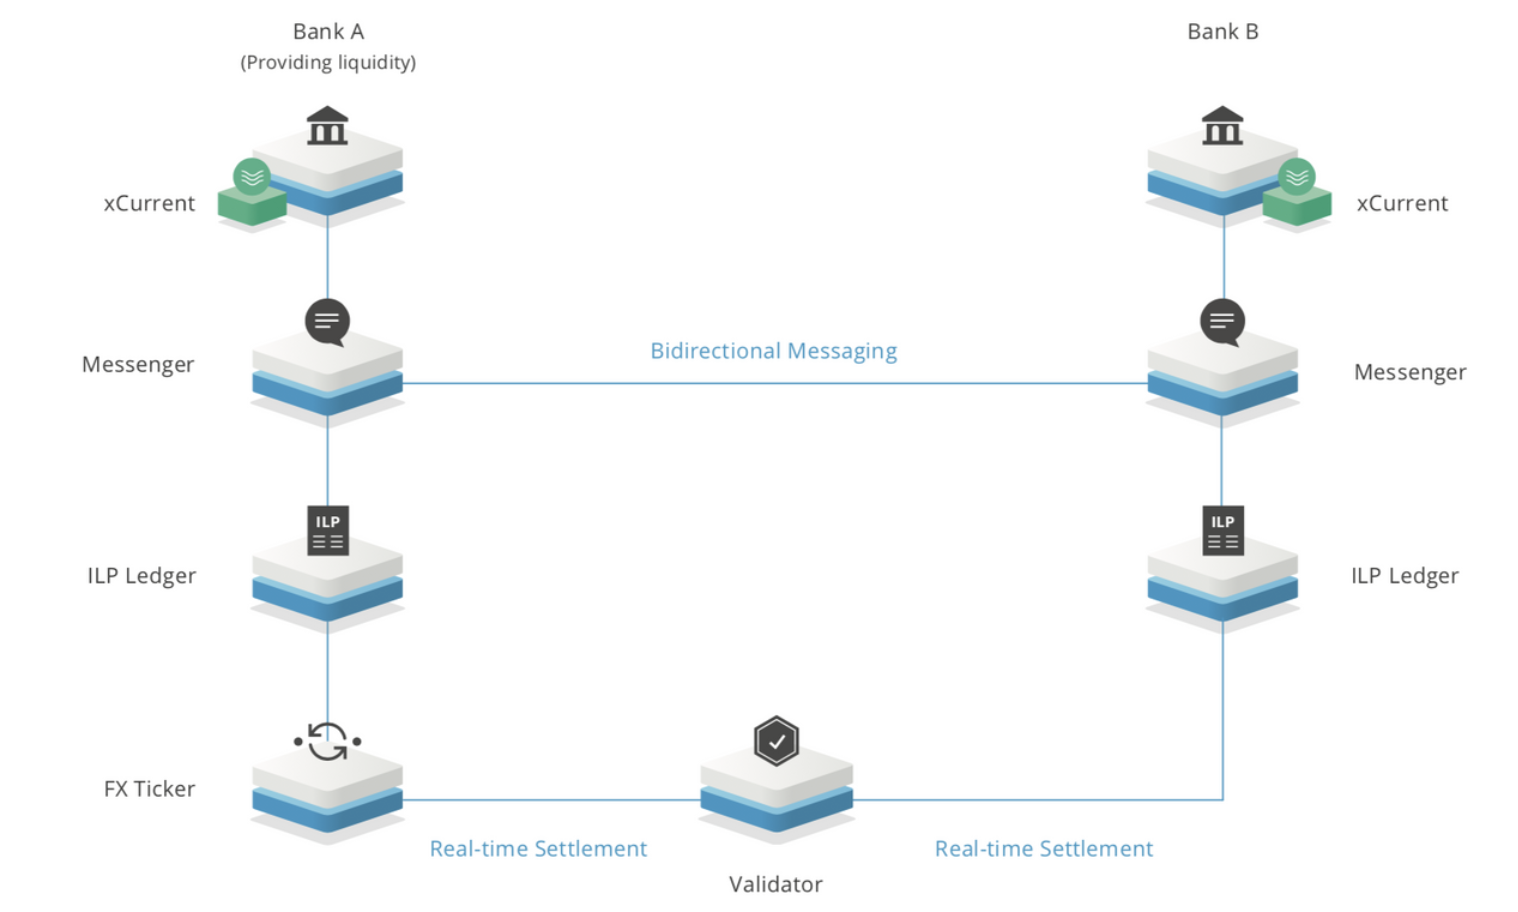 Bank A
(Providing liquidity)
Bank B
xCurrent
xCurrent
Messenger
Bidirectional Messaging
Messenger
ILP
ILP
ILP Ledger
ILP Ledger
FX Ticker
Real-time Settlement
Real-time Settlement
Validator